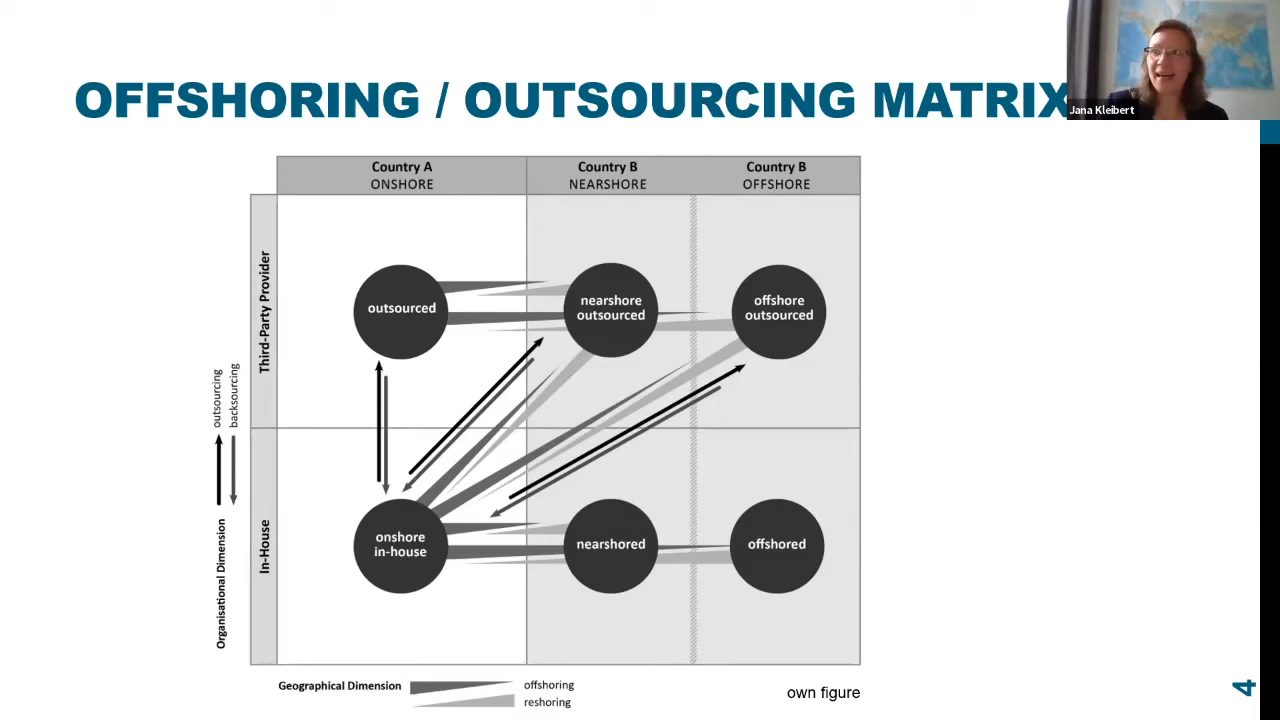 OFFSHORING / OUTSOURCING MATRIX
Jana Kleibert
Country A
ONSHORE
Country B
NEARSHORE
Country B
OFFSHORE
Third-Party Provider
outsourced
nearshore
outsourced
offshore
outsourced
outsourcing
backsourcing
Organisational Dimension
In-House
onshore
in-house
nearshored
offshored
Geographical Dimension
offshoring
reshoring
own figure
4